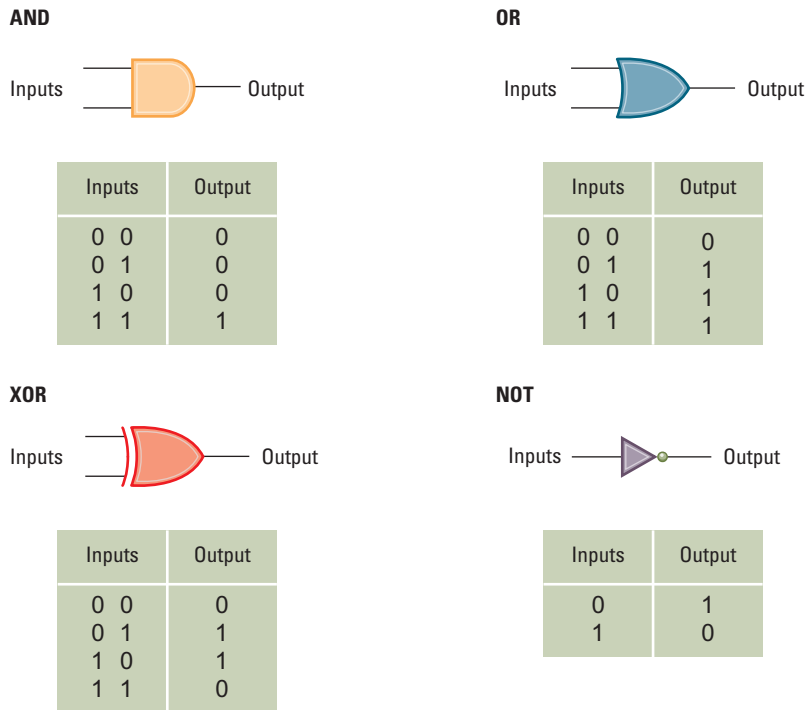 AND
Inputs
Output
Inputs Output
0 0 0
0 1 0
1 0 0
1 1 1
OR
Inputs
Output
Inputs Output
0 0 0
0 1 1
1 0 1
1 1 1
XOR
Inputs
Output
Inputs Output
0 0 0
0 1 1
1 0 1
1 1 0
NOT
Inputs
Output
Inputs Output
0 1
1 0